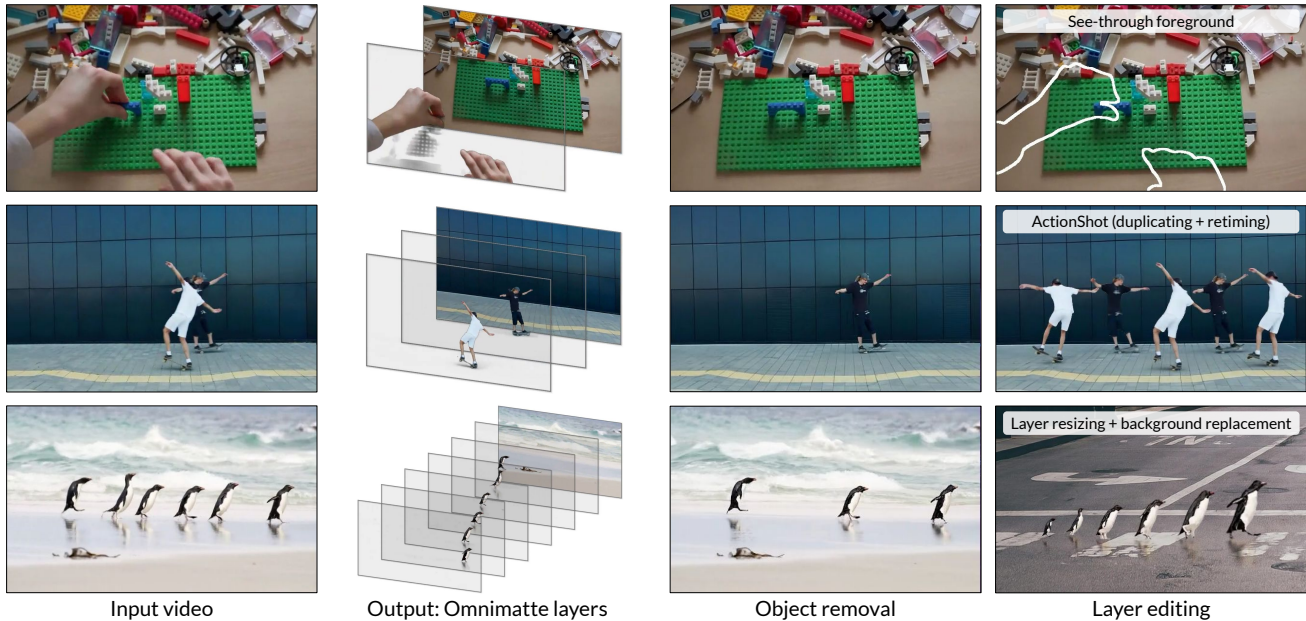 See-through foreground
ActionShot (duplicating + retiming)
Layer resizing + background replacement
Input video
Output: Omnimatte layers
Object removal
Layer editing